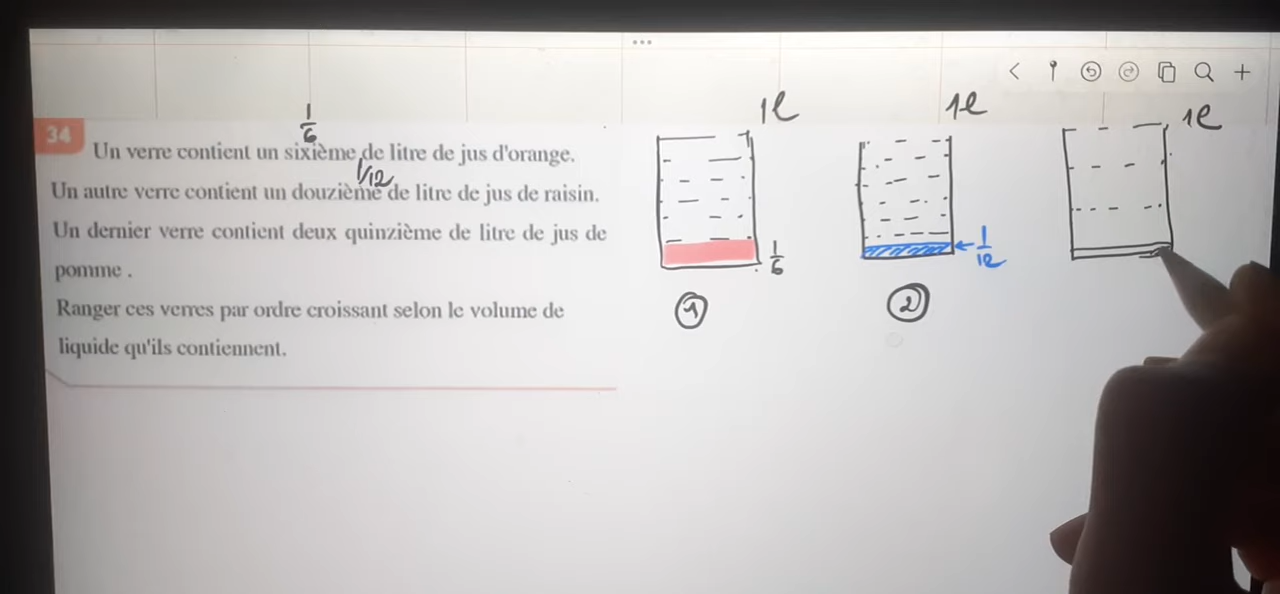 34
1/6
Un verre contient un sixième de litre de jus d'orange.
1/12
Un autre verre contient un douzième de litre de jus de raisin.
Un dernier verre contient deux quinzième de litre de jus de
pomme .
Ranger ces verres par ordre croissant selon le volume de
liquide qu'ils contiennent.
1l
1/6
1
1l
1/12
2
1l